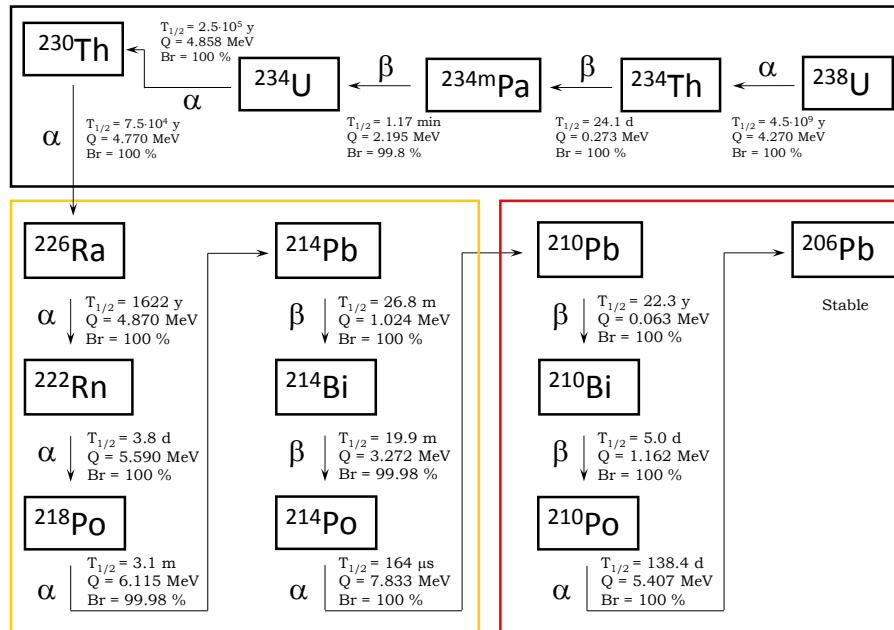 ²³⁰Th
T₁/₂ = 2.5·10⁵ y
Q = 4.858 MeV
Br = 100 %
α
²³⁴U
β
²³⁴ᵐPa
β
²³⁴Th
α
²³⁸U
α
T₁/₂ = 7.5·10⁴ y
Q = 4.770 MeV
Br = 100 %
T₁/₂ = 1.17 min
Q = 2.195 MeV
Br = 99.8 %
T₁/₂ = 24.1 d
Q = 0.273 MeV
Br = 100 %
T₁/₂ = 4.5·10⁹ y
Q = 4.270 MeV
Br = 100 %
²²⁶Ra
α
T₁/₂ = 1622 y
Q = 4.870 MeV
Br = 100 %
²²²Rn
α
T₁/₂ = 3.8 d
Q = 5.590 MeV
Br = 100 %
²¹⁸Po
α
T₁/₂ = 3.1 m
Q = 6.115 MeV
Br = 99.98 %
²¹⁴Pb
β
T₁/₂ = 26.8 m
Q = 1.024 MeV
Br = 100 %
²¹⁴Bi
β
T₁/₂ = 19.9 m
Q = 3.272 MeV
Br = 99.98 %
²¹⁴Po
α
T₁/₂ = 164 μs
Q = 7.833 MeV
Br = 100 %
²¹⁰Pb
β
T₁/₂ = 22.3 y
Q = 0.063 MeV
Br = 100 %
²¹⁰Bi
β
T₁/₂ = 5.0 d
Q = 1.162 MeV
Br = 100 %
²¹⁰Po
α
T₁/₂ = 138.4 d
Q = 5.407 MeV
Br = 100 %
²⁰⁶Pb
Stable